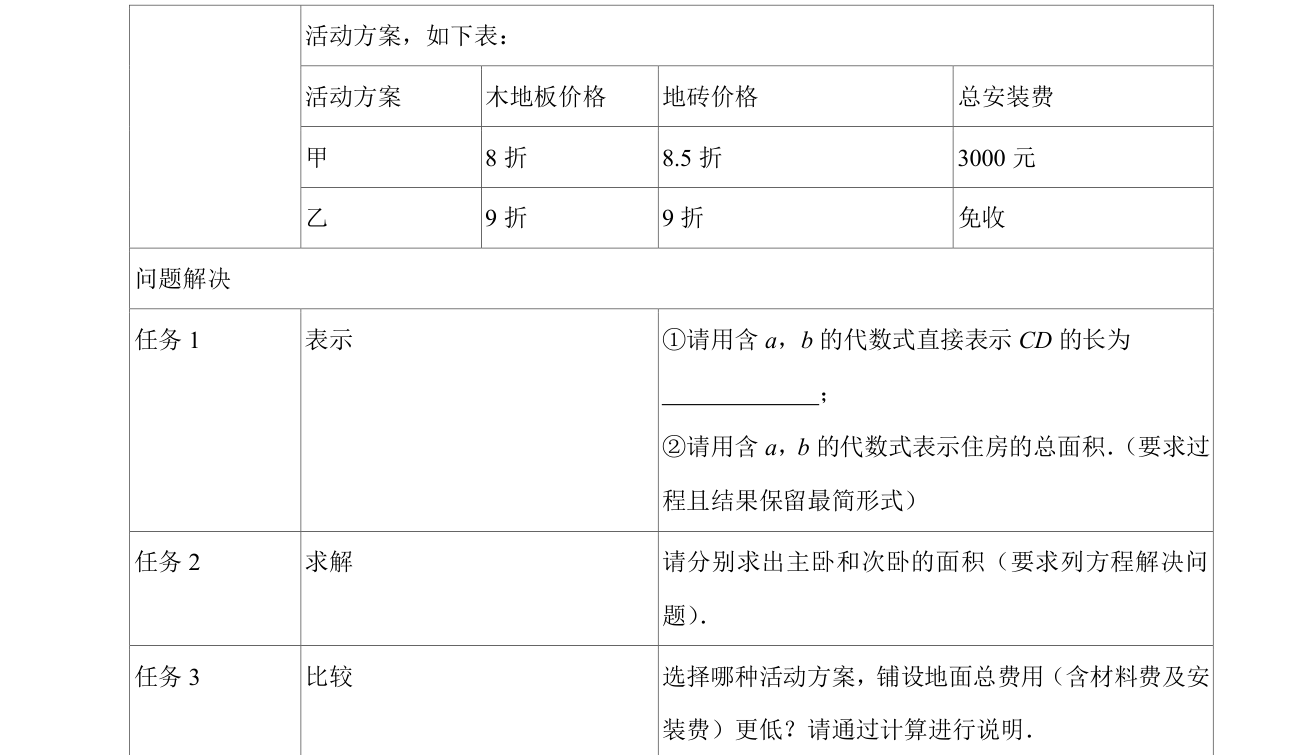 活动方案，如下表：
活动方案 木地板价格 地砖价格 总安装费
甲 8 折 8.5 折 3000 元
乙 9 折 9 折 免收
问题解决
任务 1 表示 ①请用含 a，b 的代数式直接表示 CD 的长为
____________；
②请用含 a，b 的代数式表示住房的总面积．（要求过
程且结果保留最简形式）
任务 2 求解 请分别求出主卧和次卧的面积（要求列方程解决问
题）．
任务 3 比较 选择哪种活动方案，铺设地面总费用（含材料费及安
装费）更低？请通过计算进行说明．